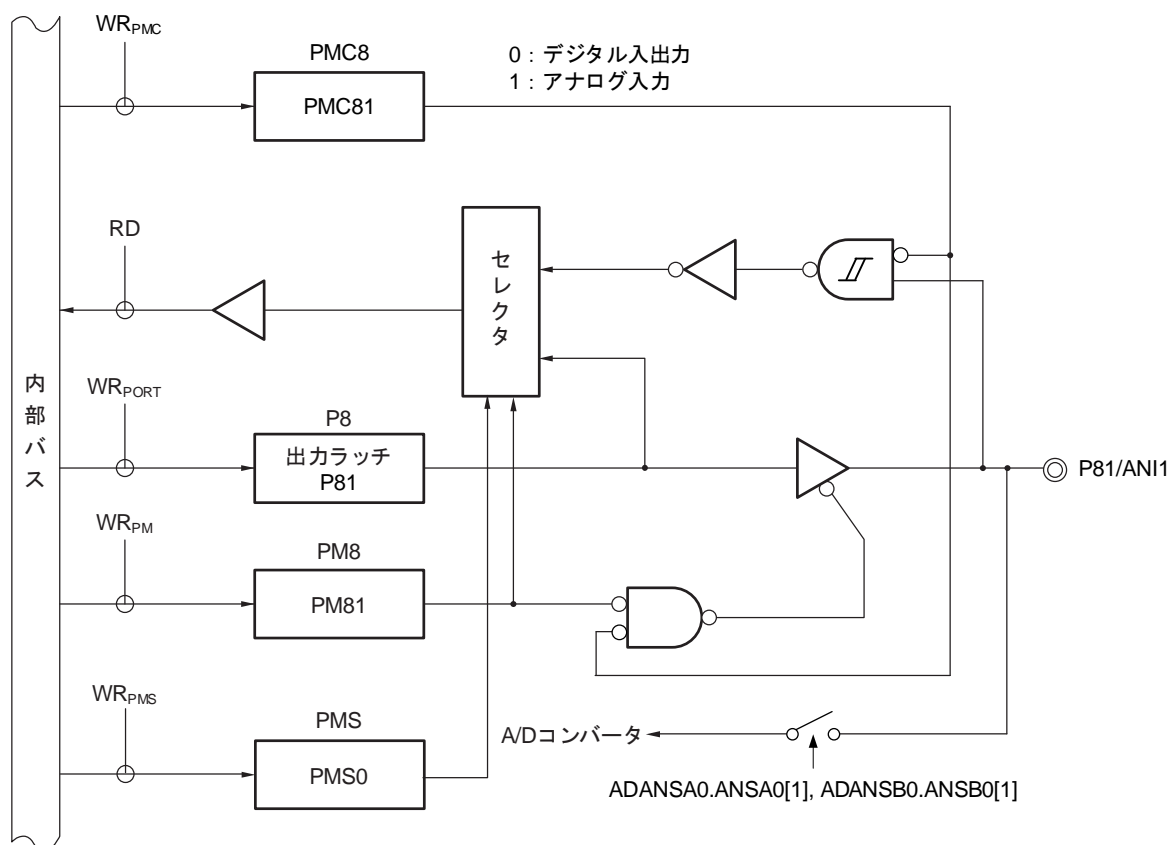 WRPMC
PMC8
PMC81
0 : デジタル入出力
1 : アナログ入力
RD
セレクタ
内部バス
WRPORT
P8
出力ラッチ
P81
P81/ANI1
WRPM
PM8
PM81
WRPMS
PMS
PMS0
A/Dコンバータ
ADANSA0.ANSA0[1], ADANSB0.ANSB0[1]